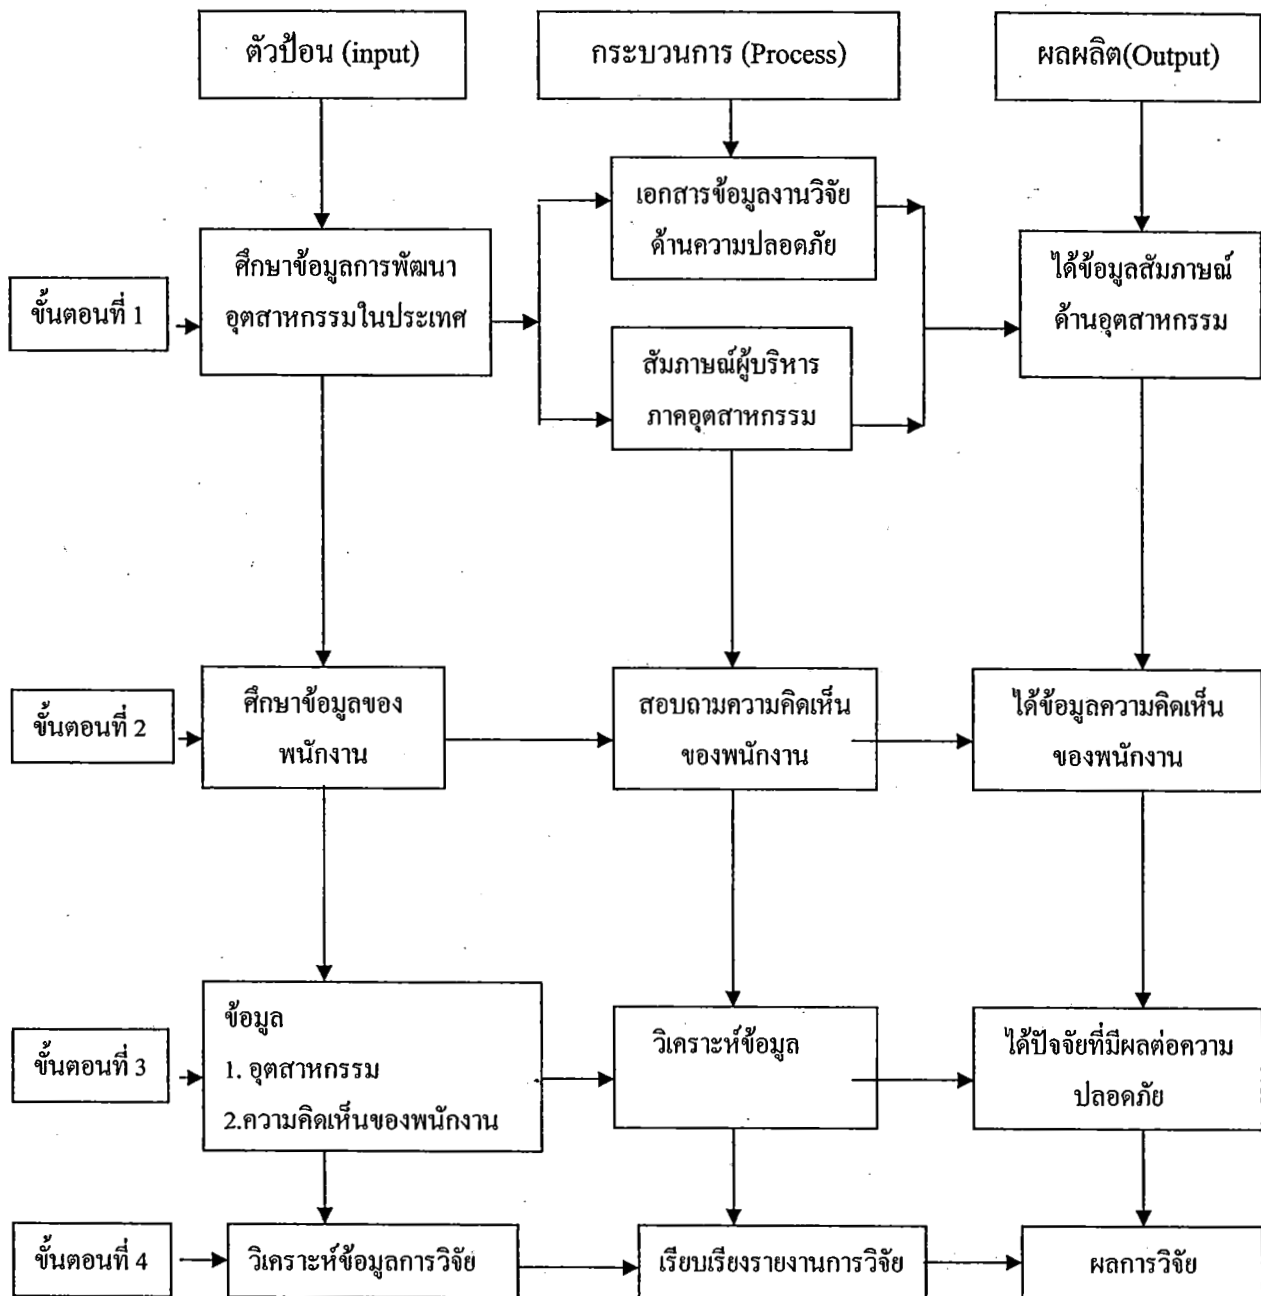 ตัวป้อน (input)
กระบวนการ (Process)
ผลผลิต(Output)
เอกสารข้อมูลงานวิจัย
ด้านความปลอดภัย
ขั้นตอนที่ 1
ศึกษาข้อมูลการพัฒนา
อุตสาหกรรมในประเทศ
สัมภาษณ์ผู้บริหาร
ภาคอุตสาหกรรม
ได้ข้อมูลสัมภาษณ์
ด้านอุตสาหกรรม
ขั้นตอนที่ 2
ศึกษาข้อมูลของ
พนักงาน
สอบถามความคิดเห็น
ของพนักงาน
ได้ข้อมูลความคิดเห็น
ของพนักงาน
ขั้นตอนที่ 3
ข้อมูล
1. อุตสาหกรรม
2.ความคิดเห็นของพนักงาน
วิเคราะห์ข้อมูล
ได้ปัจจัยที่มีผลต่อความ
ปลอดภัย
ขั้นตอนที่ 4
วิเคราะห์ข้อมูลการวิจัย
เรียบเรียงรายงานการวิจัย
ผลการวิจัย